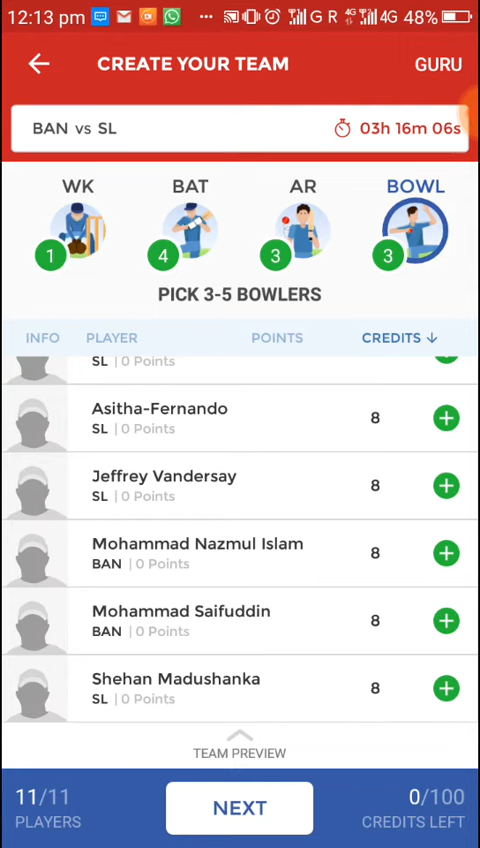 12:13 pm ... G R 4G 4G 48%
CREATE YOUR TEAM GURU
BAN vs SL 03h 16m 06s
WK BAT AR BOWL
1 4 3 3
PICK 3-5 BOWLERS
INFO PLAYER POINTS CREDITS ↓
SL | 0 Points
Asitha-Fernando 8
SL | 0 Points
Jeffrey Vandersay 8
SL | 0 Points
Mohammad Nazmul Islam 8
BAN | 0 Points
Mohammad Saifuddin 8
BAN | 0 Points
Shehan Madushanka 8
SL | 0 Points
TEAM PREVIEW
11/11 NEXT 0/100
PLAYERS CREDITS LEFT